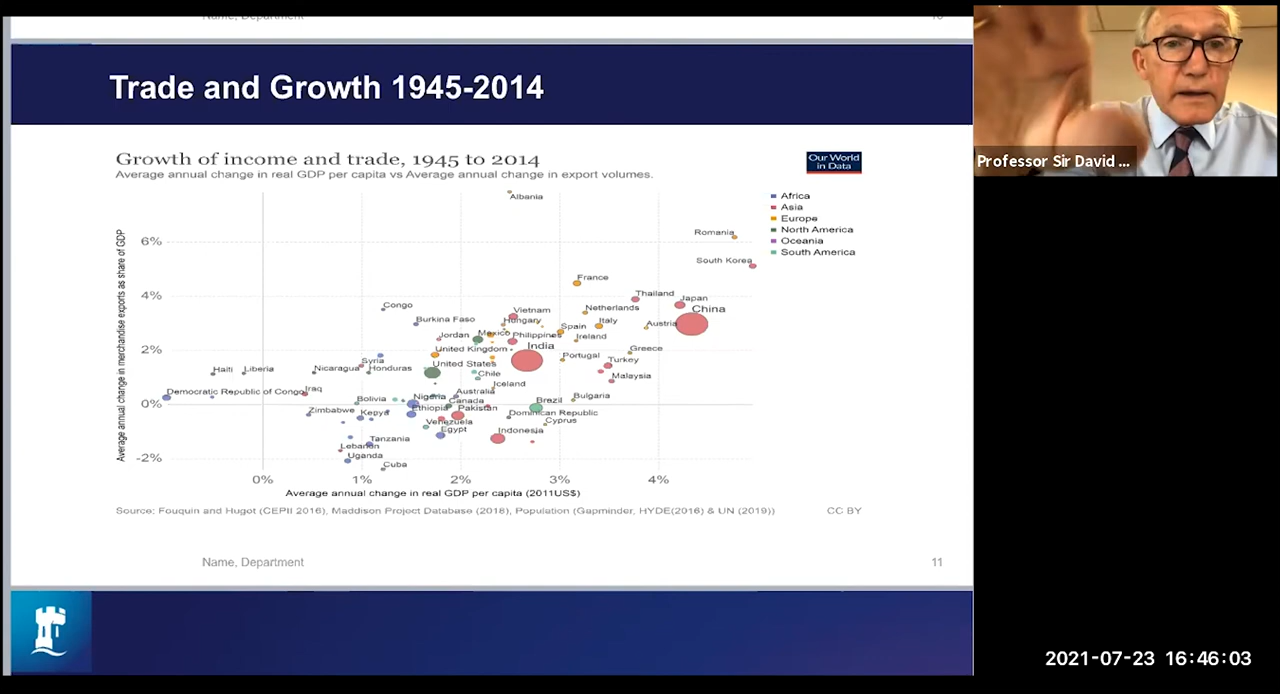 Name, Department
10
Trade and Growth 1945-2014
Professor Sir David ...
Growth of income and trade, 1945 to 2014
Our World
in Data
Average annual change in real GDP per capita vs Average annual change in export volumes.
Average annual change in merchandise exports as share of GDP
Africa
Asia
Europe
North America
Oceania
South America
Albania
Romania
6%
South Korea
France
4%
Thailand
Japan
Congo
Vietnam
Netherlands
China
Burkina Faso
Hungary
Spain
Italy
Austria
Jordan
Mexico
Philippines
Ireland
2%
United Kingdom
India
Portugal
Greece
Syria
United States
Turkey
Haiti
Liberia
Nicaragua
Honduras
Chile
Malaysia
Iceland
Democratic Republic of Congo
Iraq
Australia
Bulgaria
0%
Bolivia
Nigeria
Canada
Brazil
Zimbabwe
Kenya
Ethiopia
Pakistan
Dominican Republic
Venezuela
Cyprus
Egypt
Indonesia
Tanzania
Lebanon
-2%
Uganda
Cuba
0%
1%
2%
3%
4%
Average annual change in real GDP per capita (2011US$)
Source: Fouquin and Hugot (CEPII 2016), Maddison Project Database (2018), Population (Gapminder, HYDE(2016) & UN (2019))
CC BY
Name, Department
11
2021-07-23 16:46:03